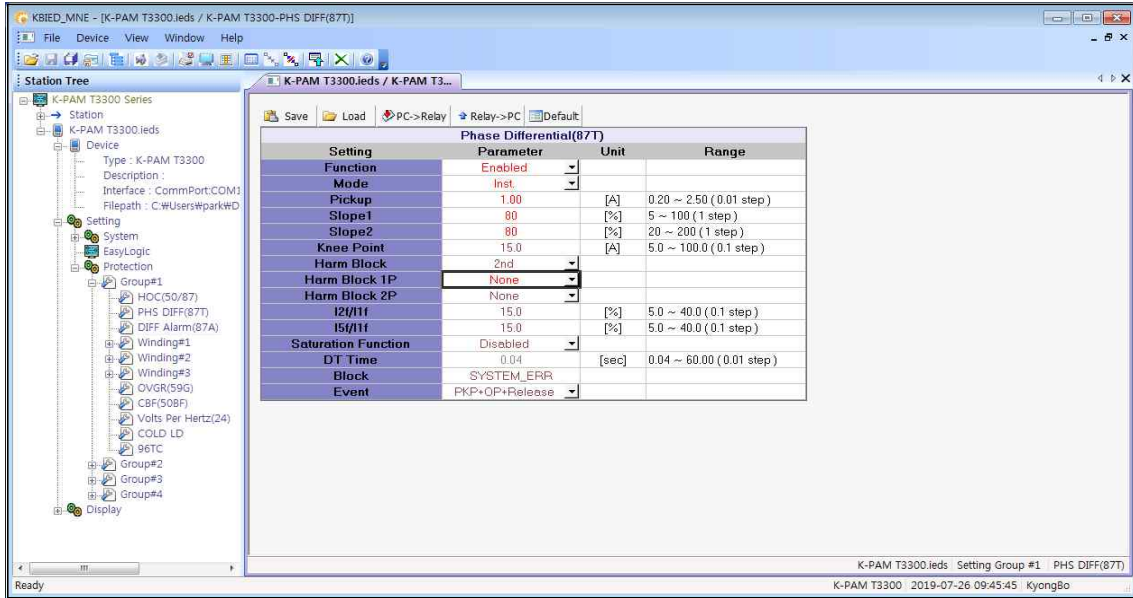 KBIED_MNE - [K-PAM T3300.ieds / K-PAM T3300-PHS DIFF(87T)]
File Device View Window Help
Station Tree
K-PAM T3300 Series
Station
K-PAM T3300.ieds
Device
Type : K-PAM T3300
Description :
Interface : CommPort:COM1
Filepath : C:₩Users₩park₩D
Setting
System
EasyLogic
Protection
Group#1
HOC(50/87)
PHS DIFF(87T)
DIFF Alarm(87A)
Winding#1
Winding#2
Winding#3
OVGR(59G)
CBF(50BF)
Volts Per Hertz(24)
COLD LD
96TC
Group#2
Group#3
Group#4
Display
K-PAM T3300.ieds / K-PAM T3...
Save Load PC->Relay Relay->PC Default
Phase Differential(87T)
Setting Parameter Unit Range
Function Enabled
Mode Inst.
Pickup 1.00 [A] 0.20 ~ 2.50 ( 0.01 step )
Slope1 80 [%] 5 ~ 100 ( 1 step )
Slope2 80 [%] 20 ~ 200 ( 1 step )
Knee Point 15.0 [A] 5.0 ~ 100.0 ( 0.1 step )
Harm Block 2nd
Harm Block 1P None
Harm Block 2P None
I2f/I1f 15.0 [%] 5.0 ~ 40.0 ( 0.1 step )
I5f/I1f 15.0 [%] 5.0 ~ 40.0 ( 0.1 step )
Saturation Function Disabled
DT Time 0.04 [sec] 0.04 ~ 60.00 ( 0.01 step )
Block SYSTEM_ERR
Event PKP+OP+Release
K-PAM T3300.ieds Setting Group #1 PHS DIFF(87T)
Ready K-PAM T3300 2019-07-26 09:45:45 KyongBo